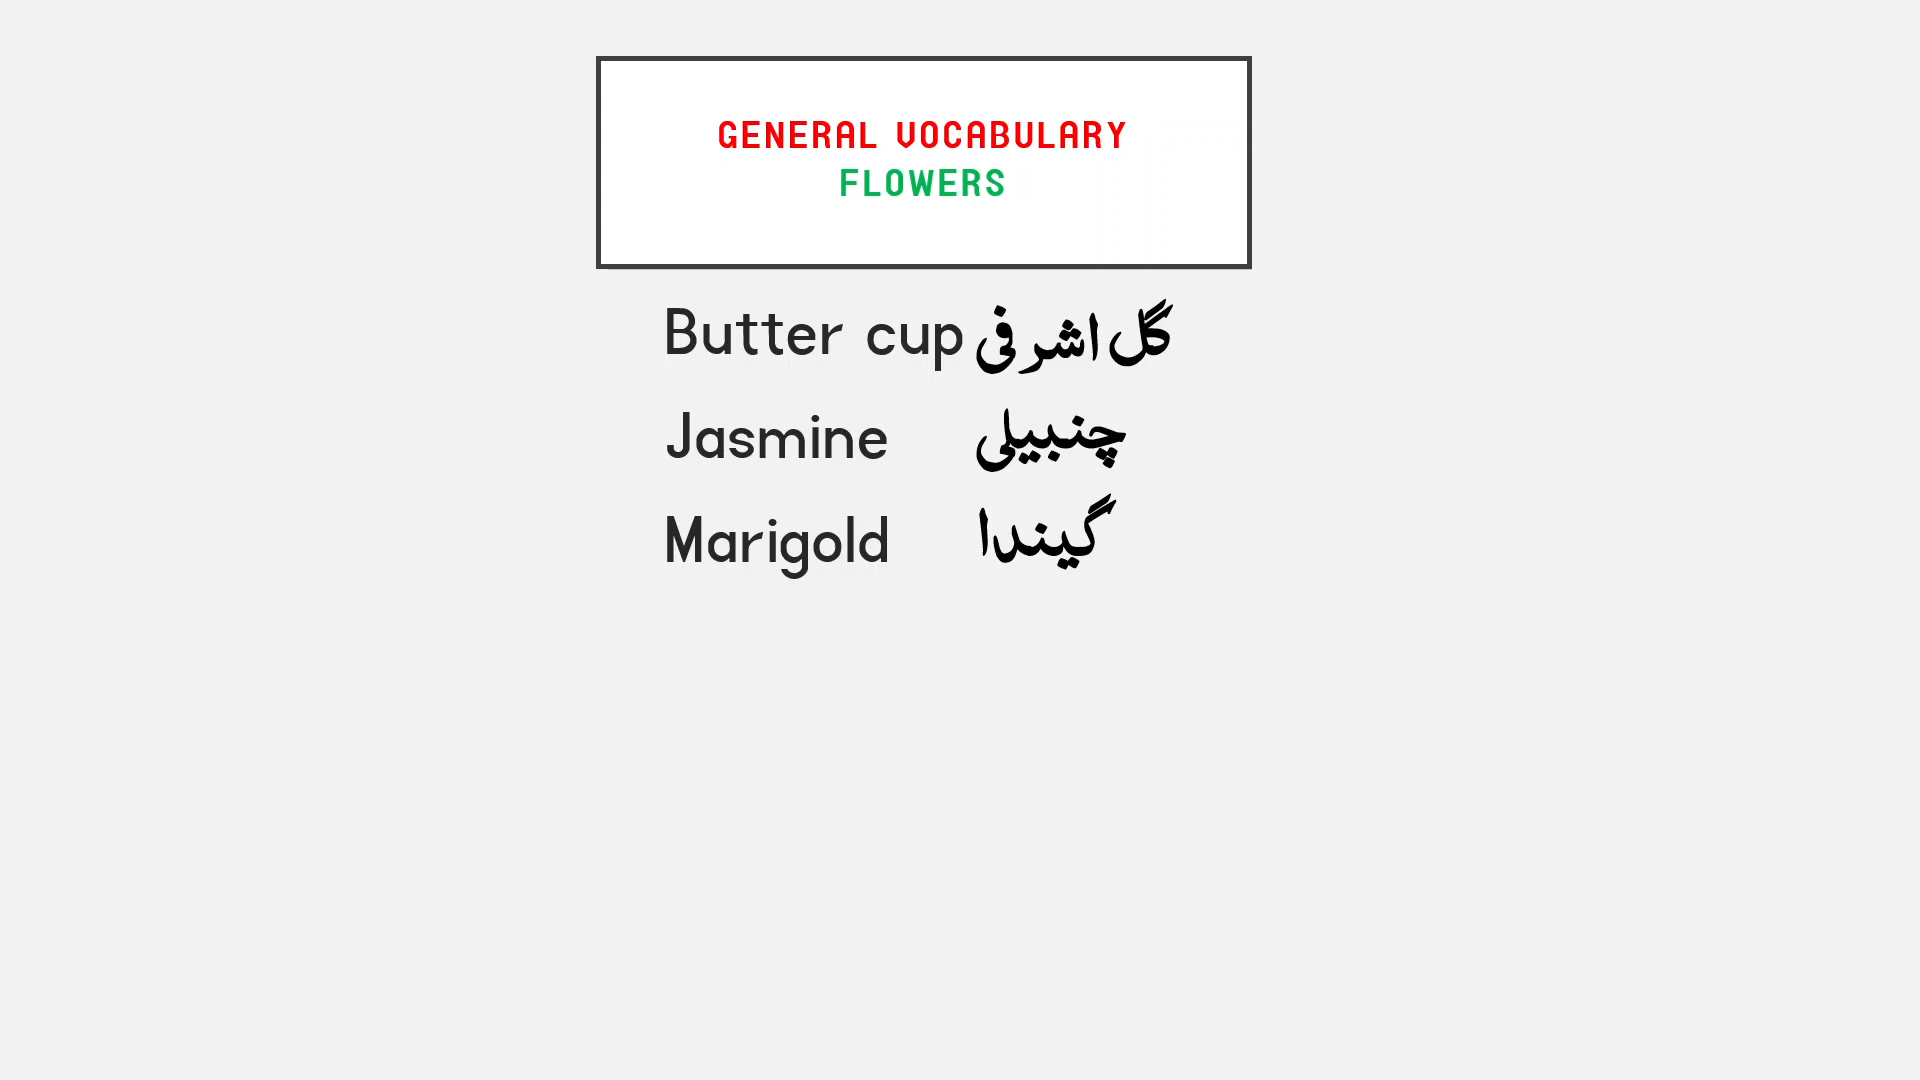 GENERAL VOCABULARY
FLOWERS
Butter cup گل اشرفی
Jasmine چنبیلی
Marigold گیندا